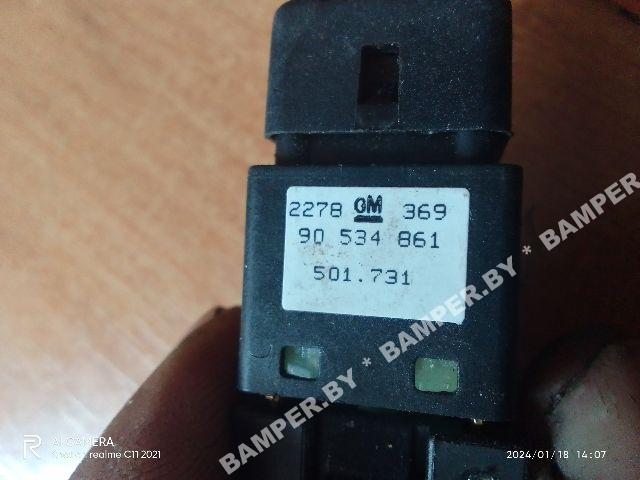 2278 GM 369
90 534 861
501.731
BAMPER.BY * BAMPER.BY * BAMPER.BY
R AI CAMERA
Shot on realme C11 2021
2024/01/18 14:07